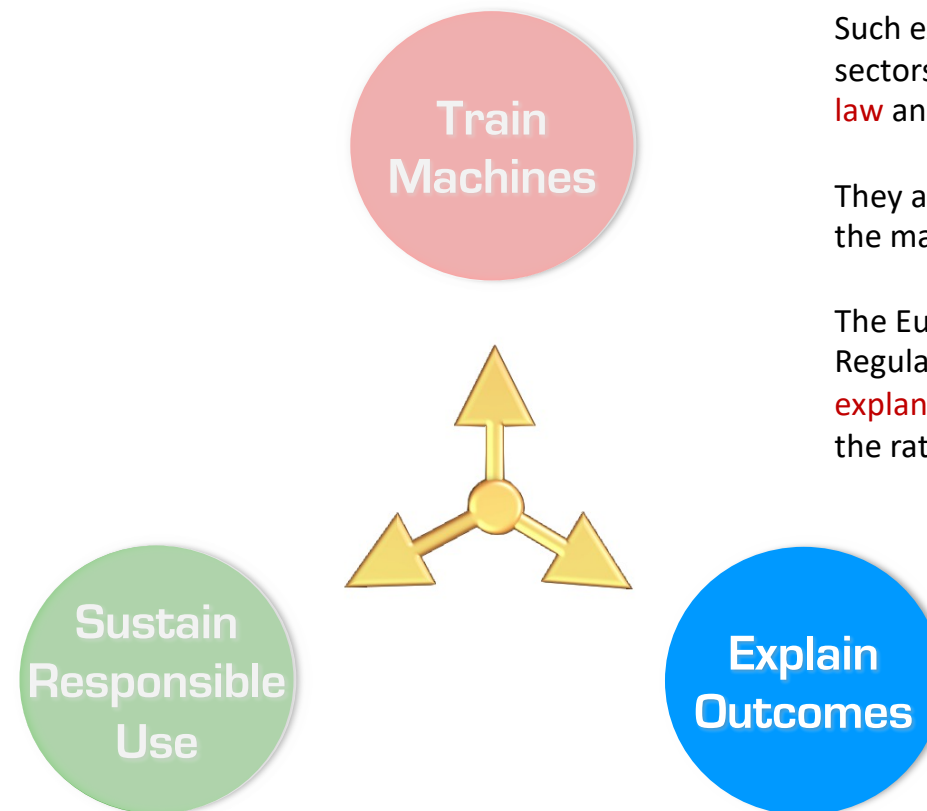 Train
Machines
Such e
sectors
law an
They a
the ma
The Eu
Regula
explan
the rat
Sustain
Responsible
Use
Explain
Outcomes